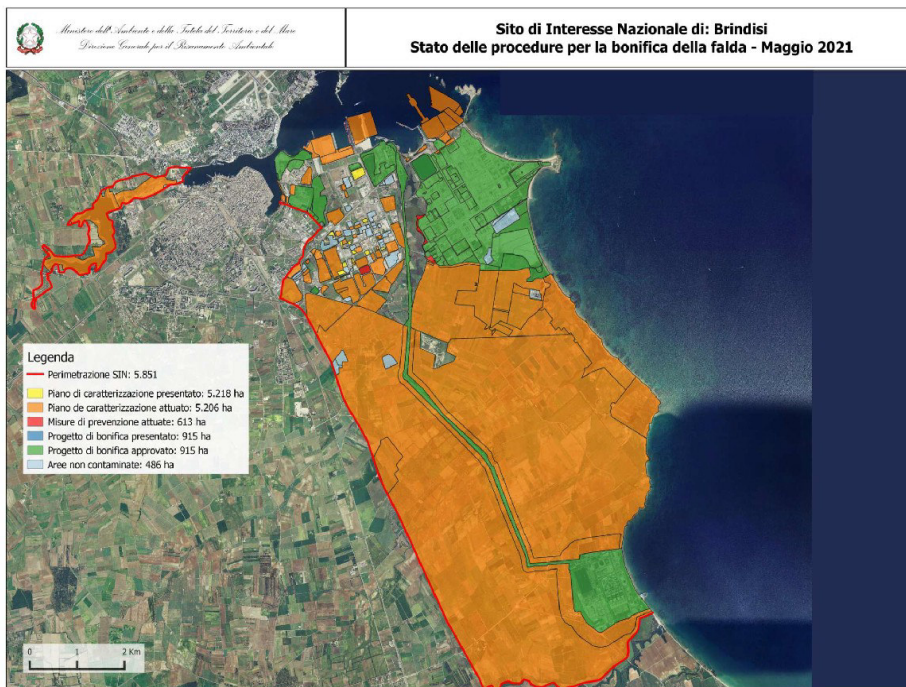 Ministero dell'Ambiente e della Tutela del Territorio e del Mare
Direzione Generale per il Risanamento Ambientale
Sito di Interesse Nazionale di: Brindisi
Stato delle procedure per la bonifica della falda - Maggio 2021
Legenda
Perimetrazione SIN: 5.851
Piano di caratterizzazione presentato: 5.218 ha
Piano de caratterizzazione attuato: 5.206 ha
Misure di prevenzione attuate: 613 ha
Progetto di bonifica presentato: 915 ha
Progetto di bonifica approvato: 915 ha
Aree non contaminate: 486 ha
0 1 2 Km